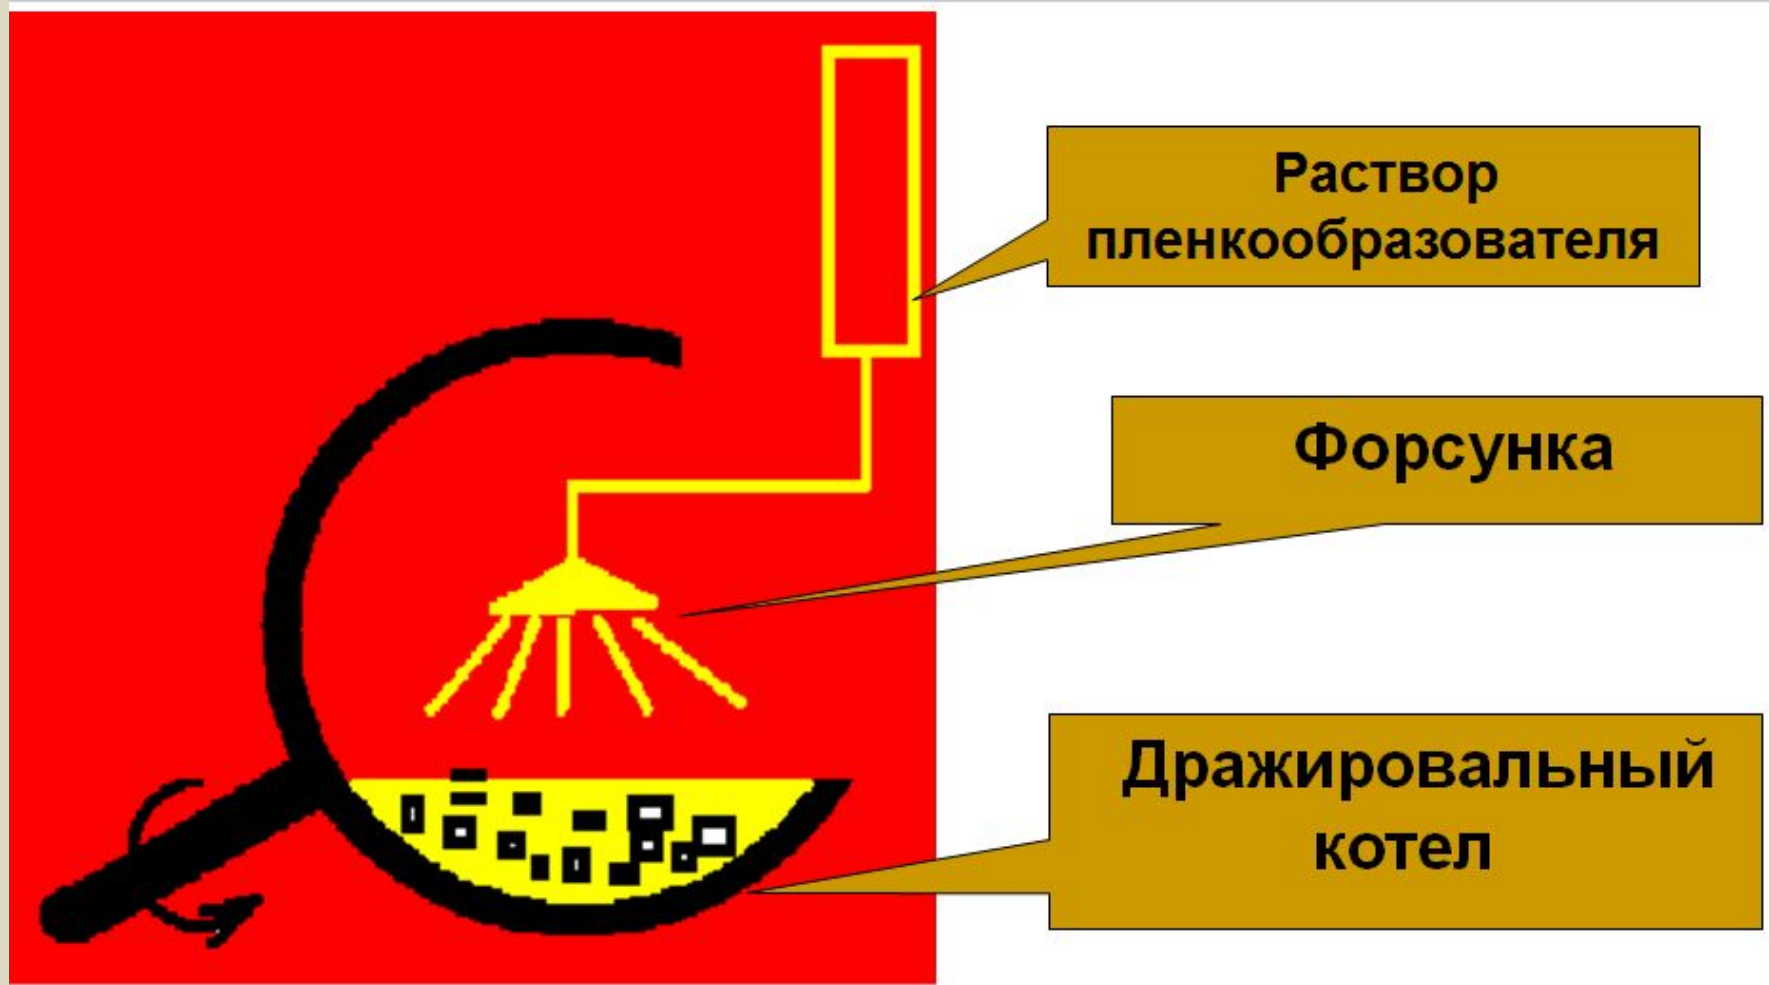 Раствор
пленкообразователя
Форсунка
Дражировальный
котел